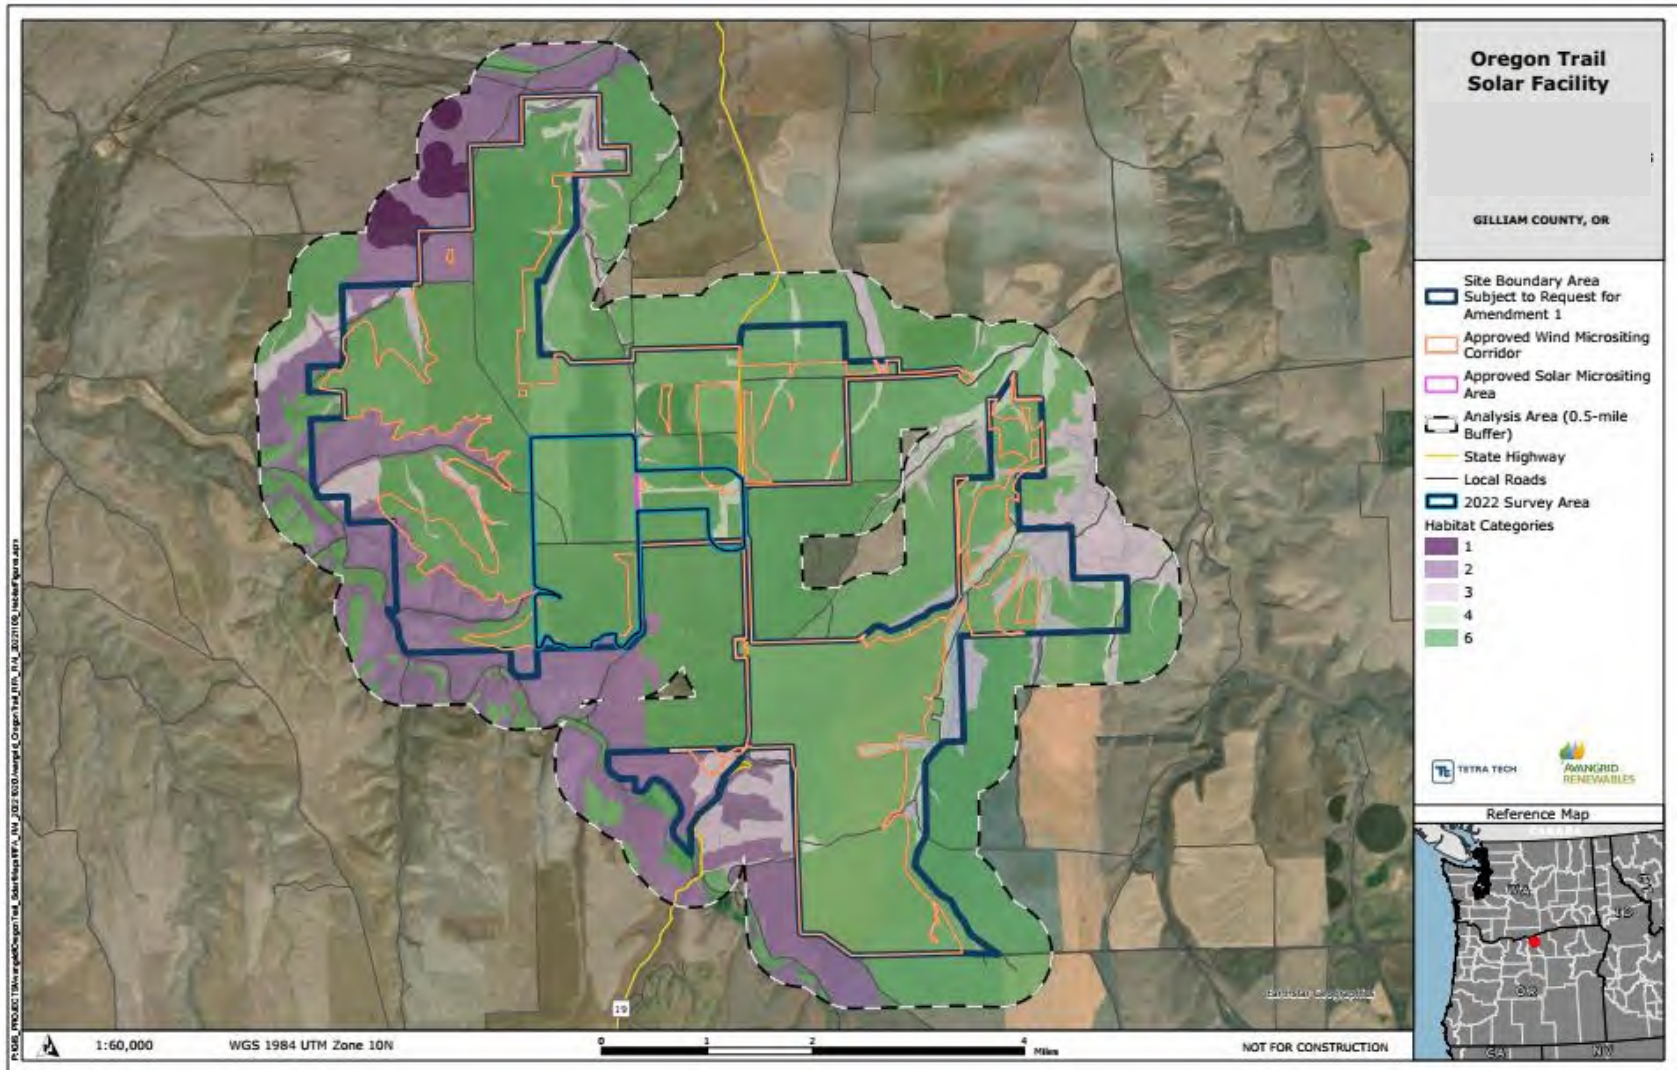 Oregon Trail
Solar Facility
GILLIAM COUNTY, OR
Site Boundary Area
Subject to Request for
Amendment 1
Approved Wind Micrositing
Corridor
Approved Solar Micrositing
Area
Analysis Area (0.5-mile
Buffer)
State Highway
Local Roads
2022 Survey Area
Habitat Categories
1
2
3
4
6
TETRA TECH
AVANGRID
RENEWABLES
Reference Map
CANADA
WA
ID
OR
CA
NV
19
Earthstar Geographics
1:60,000
WGS 1984 UTM Zone 10N
0 1 2 4
Miles
NOT FOR CONSTRUCTION